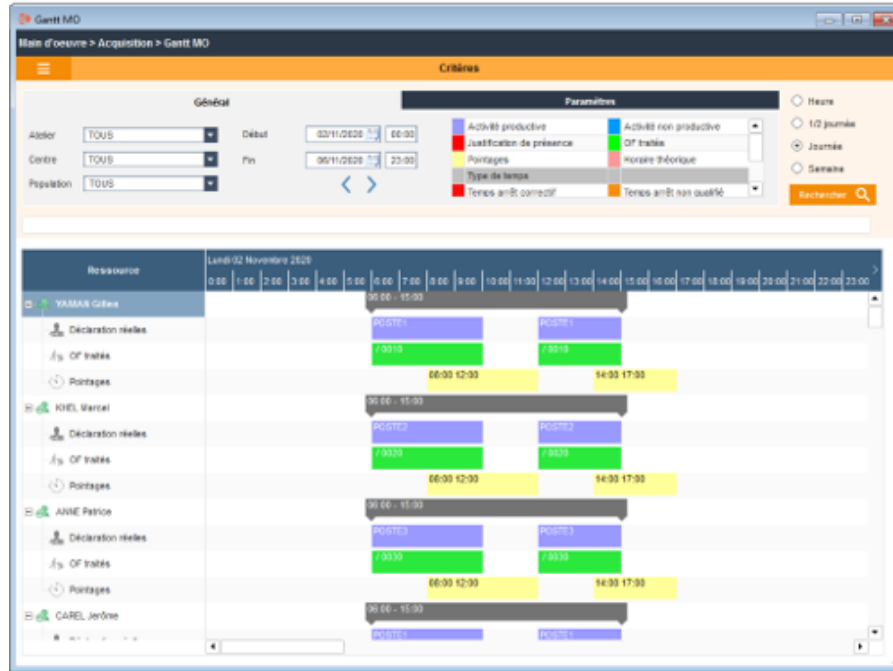 Gantt MO
Main d'oeuvre > Acquisition > Gantt MO
Critères
Général
Paramètres
Atelier TOUS Début 02/11/2020 00:00
Centre TOUS Fin 06/11/2020 23:00
Population TOUS
Activité productive Activité non productive
Justification de présence OF traités
Pointages Horaire théorique
Type de temps
Temps arrêt correctif Temps arrêt non qualifié
Heure
1/2 journée
Journée
Semaine
Rechercher
Ressource
Lundi 02 Novembre 2020
0:00 1:00 2:00 3:00 4:00 5:00 6:00 7:00 8:00 9:00 10:00 11:00 12:00 13:00 14:00 15:00 16:00 17:00 18:00 19:00 20:00 21:00 22:00 23:00
YAMAN Gilles 06:00 - 15:00
Déclaration réelles POSTE1 POSTE1
OF traités / 0010 / 0010
Pointages 08:00 12:00 14:00 17:00
KHEL Marcel 06:00 - 15:00
Déclaration réelles POSTE2 POSTE2
OF traités / 0020 / 0020
Pointages 08:00 12:00 14:00 17:00
ANNE Patrice 06:00 - 15:00
Déclaration réelles POSTE3 POSTE3
OF traités / 0030 / 0030
Pointages 08:00 12:00 14:00 17:00
CAREL Jerôme 06:00 - 15:00
POSTE1 POSTE1